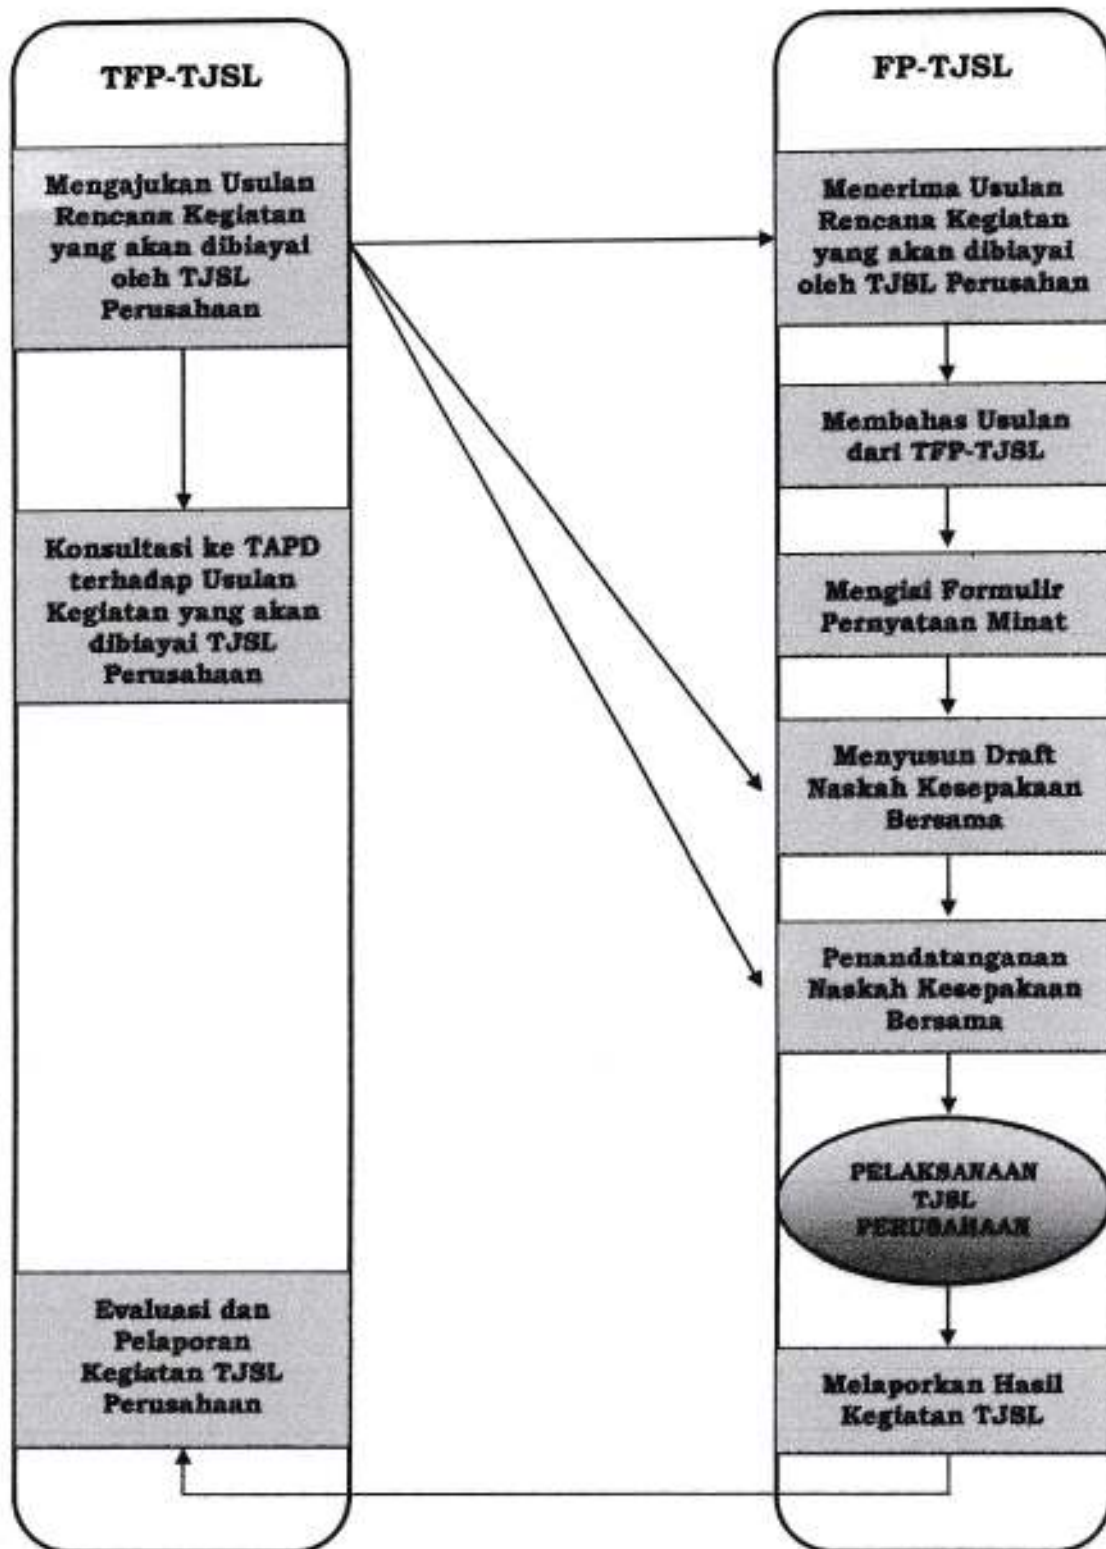 TFP-TJSL
Mengajukan Usulan
Rencana Kegiatan
yang akan dibiayai
oleh TJSL
Perusahaan
Konsultasi ke TAPD
terhadap Usulan
Kegiatan yang akan
dibiayai TJSL
Perusahaan
Evaluasi dan
Pelaporan
Kegiatan TJSL
Perusahaan
FP-TJSL
Menerima Usulan
Rencana Kegiatan
yang akan dibiayai
oleh TJSL Perusahan
Membahas Usulan
dari TFP-TJSL
Mengisi Formulir
Pernyataan Minat
Menyusun Draft
Naskah Kesepakaan
Bersama
Penandatanganan
Naskah Kesepakaan
Bersama
PELAKSANAAN
TJSL
PERUSAHAAN
Melaporkan Hasil
Kegiatan TJSL